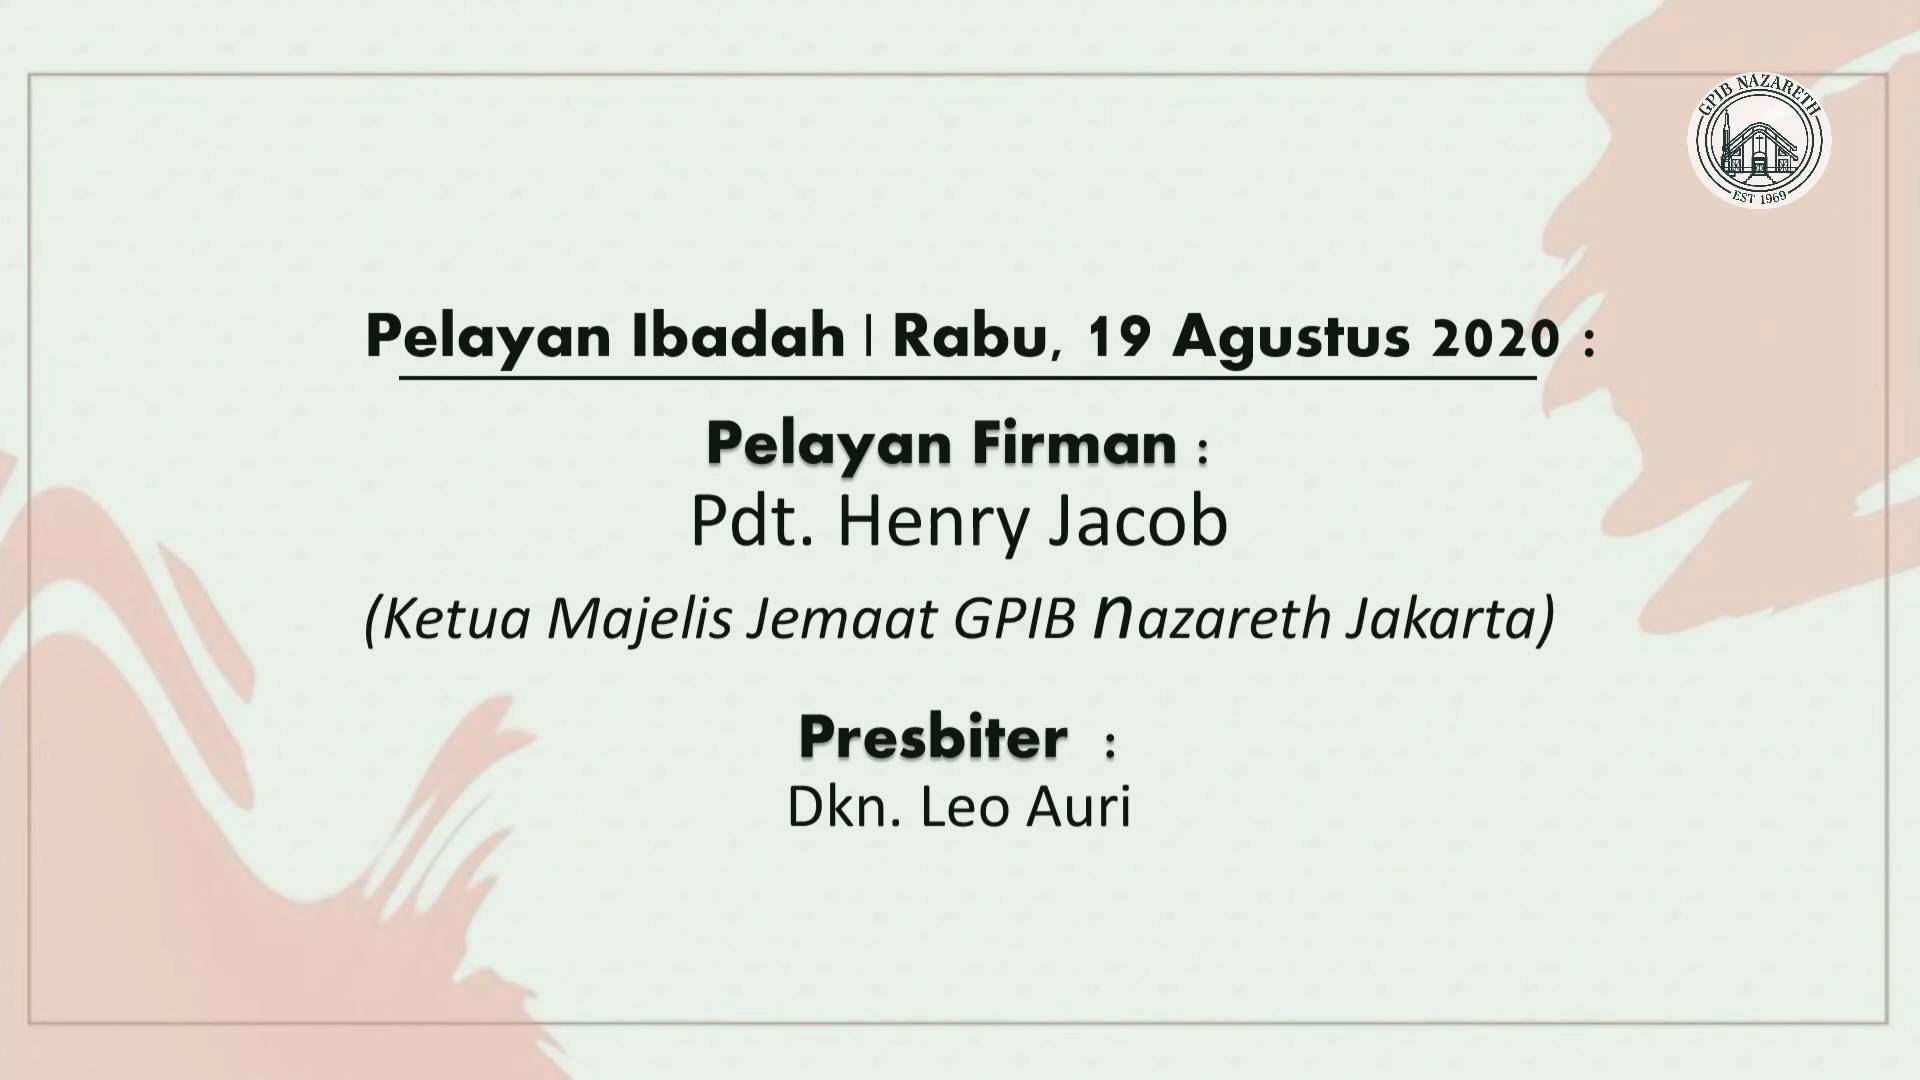 GPIB NAZARETH
EST 1969
Pelayan Ibadah | Rabu, 19 Agustus 2020 :
Pelayan Firman :
Pdt. Henry Jacob
(Ketua Majelis Jemaat GPIB nazareth Jakarta)
Presbiter :
Dkn. Leo Auri